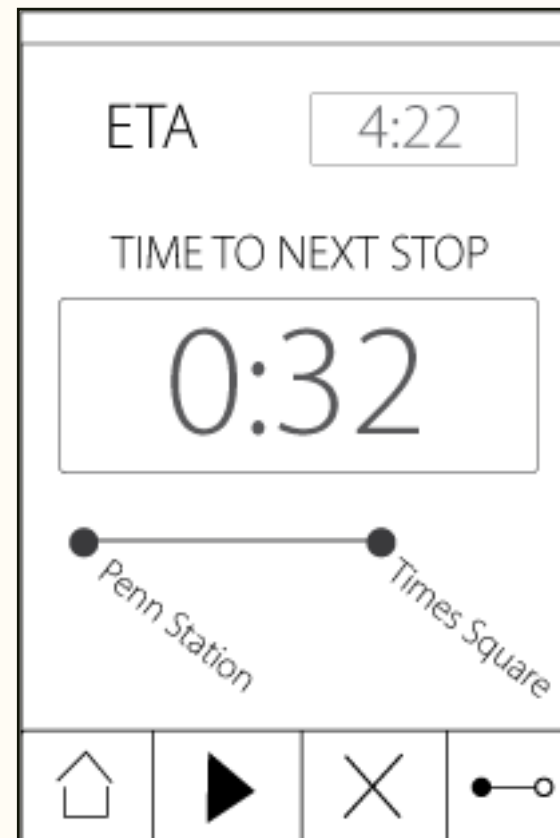 ETA 4:22
TIME TO NEXT STOP
0:32
Penn Station
Times Square